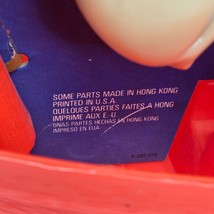 SOME PARTS MADE IN HONG KONG
PRINTED IN U.S.A.
QUELQUES PARTIES FAITES A HONG
IMPRIME AUX E.-U.
UNAS PARTES HECHAS EN HONG KONG
IMPRESO EN EUA